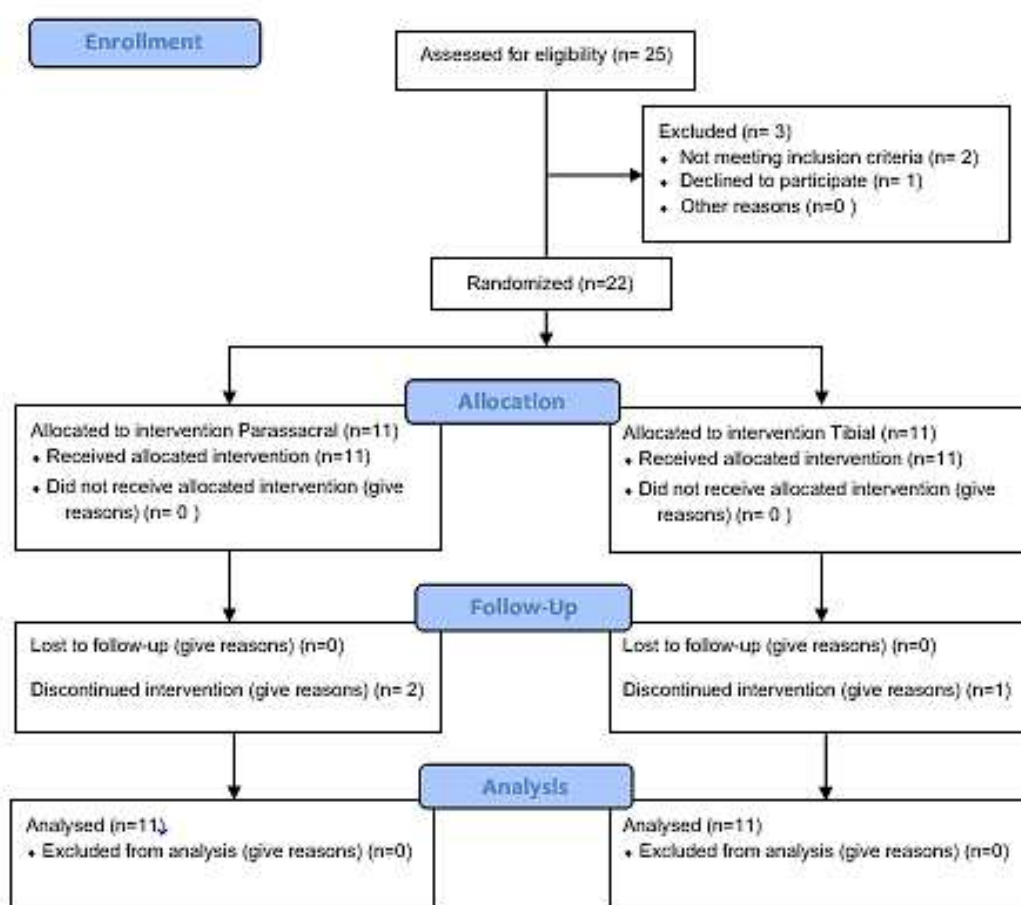 Enrollment
Assessed for eligibility (n= 25)
Excluded (n= 3)
⬩ Not meeting inclusion criteria (n= 2)
⬩ Declined to participate (n= 1)
⬩ Other reasons (n=0 )
Randomized (n=22)
Allocation
Allocated to intervention Parassacral (n=11)
⬩ Received allocated intervention (n=11)
⬩ Did not receive allocated intervention (give
reasons) (n= 0 )
Allocated to intervention Tibial (n=11)
⬩ Received allocated intervention (n=11)
⬩ Did not receive allocated intervention (give
reasons) (n= 0 )
Follow-Up
Lost to follow-up (give reasons) (n=0)
Discontinued intervention (give reasons) (n= 2)
Lost to follow-up (give reasons) (n=0)
Discontinued intervention (give reasons) (n=1)
Analysis
Analysed (n=11).
⬩ Excluded from analysis (give reasons) (n=0)
Analysed (n=11)
⬩ Excluded from analysis (give reasons) (n=0)